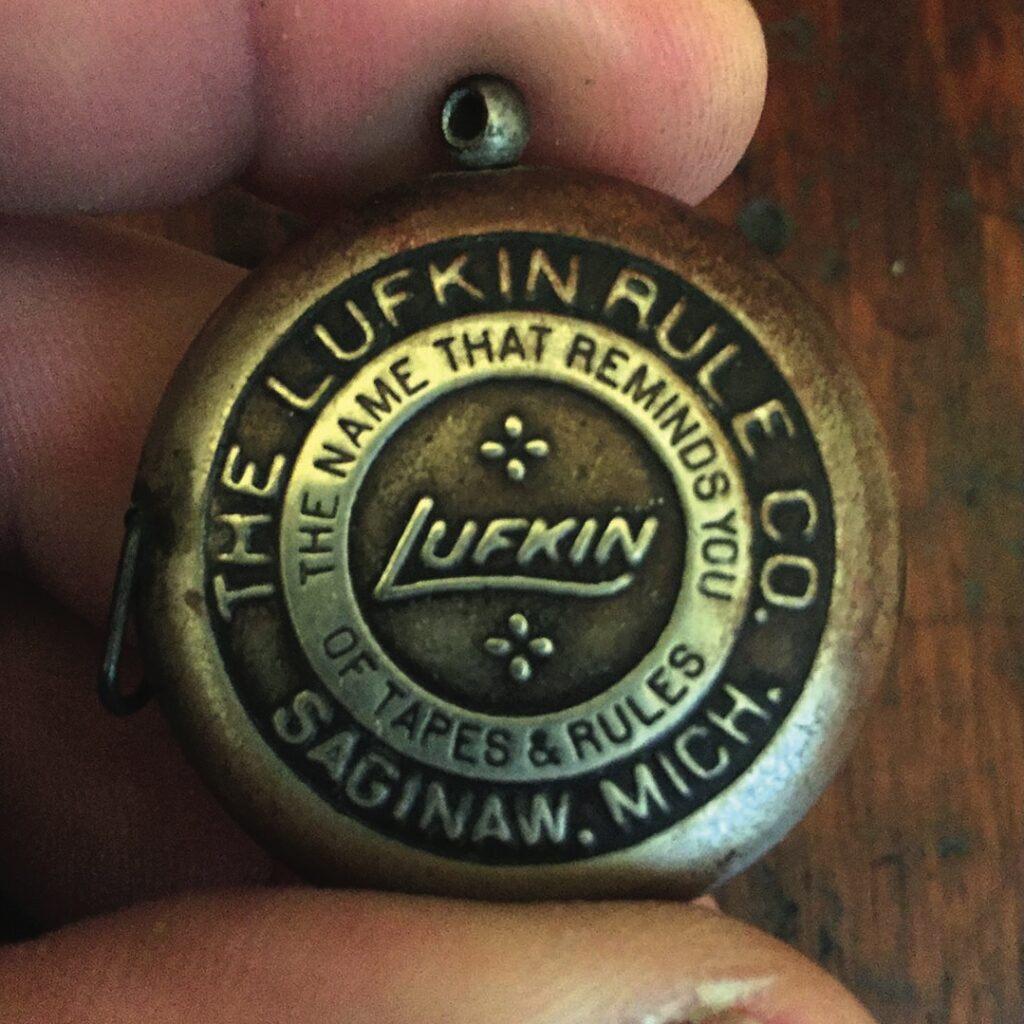 THE LUFKIN RULE CO.
SAGINAW, MICH.
THE NAME THAT REMINDS YOU
OF TAPES & RULES
LUFKIN